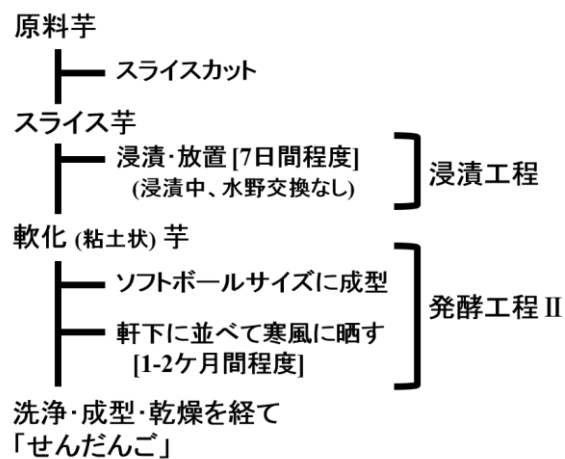 原料芋
スライスカット
スライス芋
浸漬・放置 [7日間程度]
(浸漬中、水野交換なし)
浸漬工程
軟化 (粘土状) 芋
ソフトボールサイズに成型
軒下に並べて寒風に晒す
[1-2ケ月間程度]
発酵工程 Ⅱ
洗浄・成型・乾燥を経て
「せんだんご」